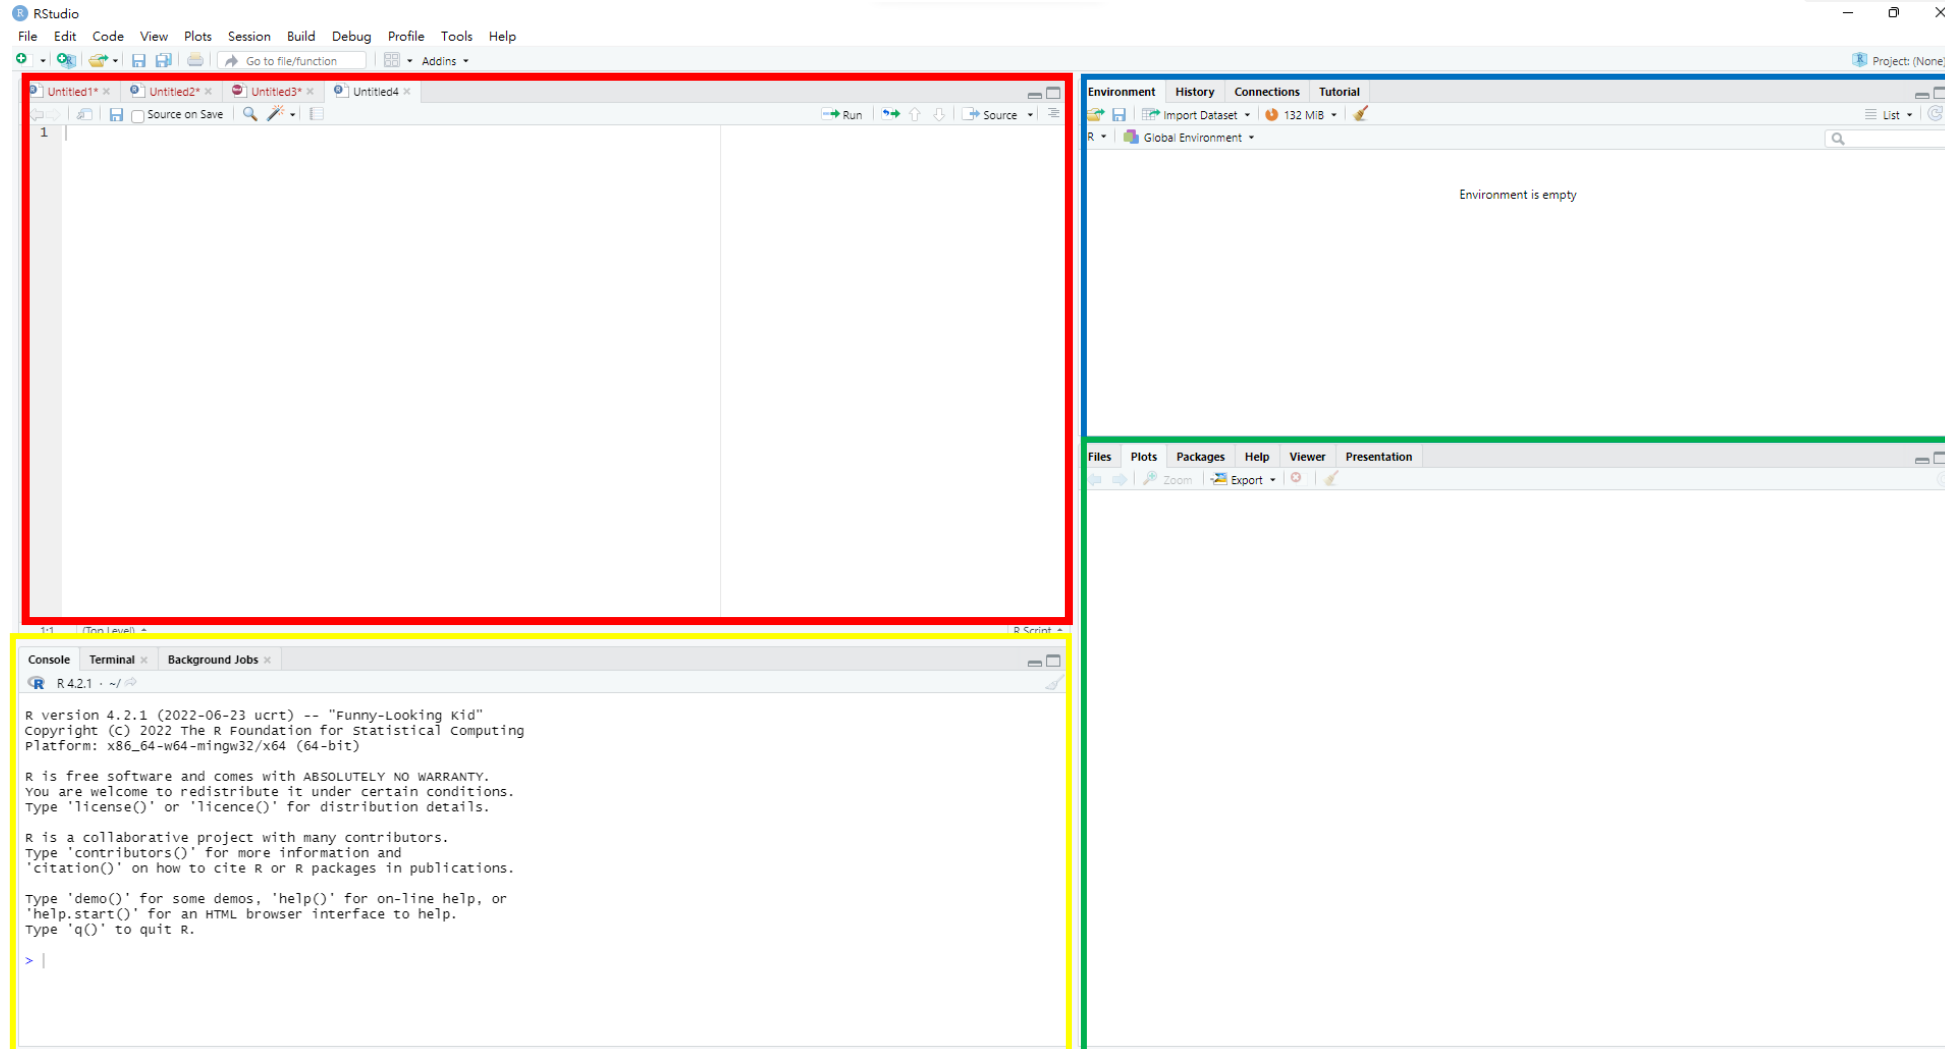 RStudio
File Edit Code View Plots Session Build Debug Profile Tools Help
Go to file/function Addins Project: (None)
Untitled1* Untitled2* Untitled3* Untitled4
Source on Save Run Source
1
1:1 (Top Level) R Script
Console Terminal Background Jobs
R 4.2.1 · ~/
R version 4.2.1 (2022-06-23 ucrt) -- "Funny-Looking Kid"
Copyright (C) 2022 The R Foundation for Statistical Computing
Platform: x86_64-w64-mingw32/x64 (64-bit)
R is free software and comes with ABSOLUTELY NO WARRANTY.
You are welcome to redistribute it under certain conditions.
Type 'license()' or 'licence()' for distribution details.
R is a collaborative project with many contributors.
Type 'contributors()' for more information and
'citation()' on how to cite R or R packages in publications.
Type 'demo()' for some demos, 'help()' for on-line help, or
'help.start()' for an HTML browser interface to help.
Type 'q()' to quit R.
>
Environment History Connections Tutorial
Import Dataset 132 MiB List
R Global Environment
Environment is empty
Files Plots Packages Help Viewer Presentation
Zoom Export